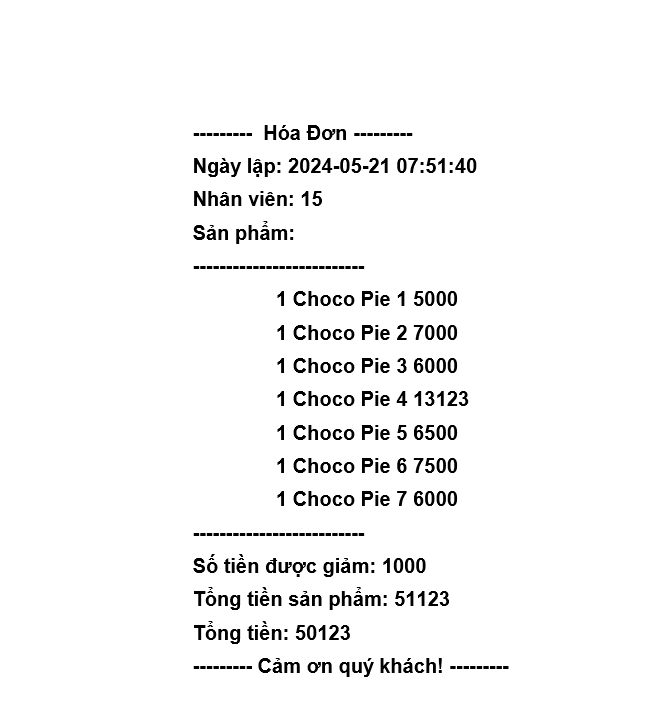 ---------  Hóa Đơn ---------
Ngày lập: 2024-05-21 07:51:40
Nhân viên: 15
Sản phẩm:
--------------------------
1 Choco Pie 1 5000
1 Choco Pie 2 7000
1 Choco Pie 3 6000
1 Choco Pie 4 13123
1 Choco Pie 5 6500
1 Choco Pie 6 7500
1 Choco Pie 7 6000
--------------------------
Số tiền được giảm: 1000
Tổng tiền sản phẩm: 51123
Tổng tiền: 50123
--------- Cảm ơn quý khách! ---------